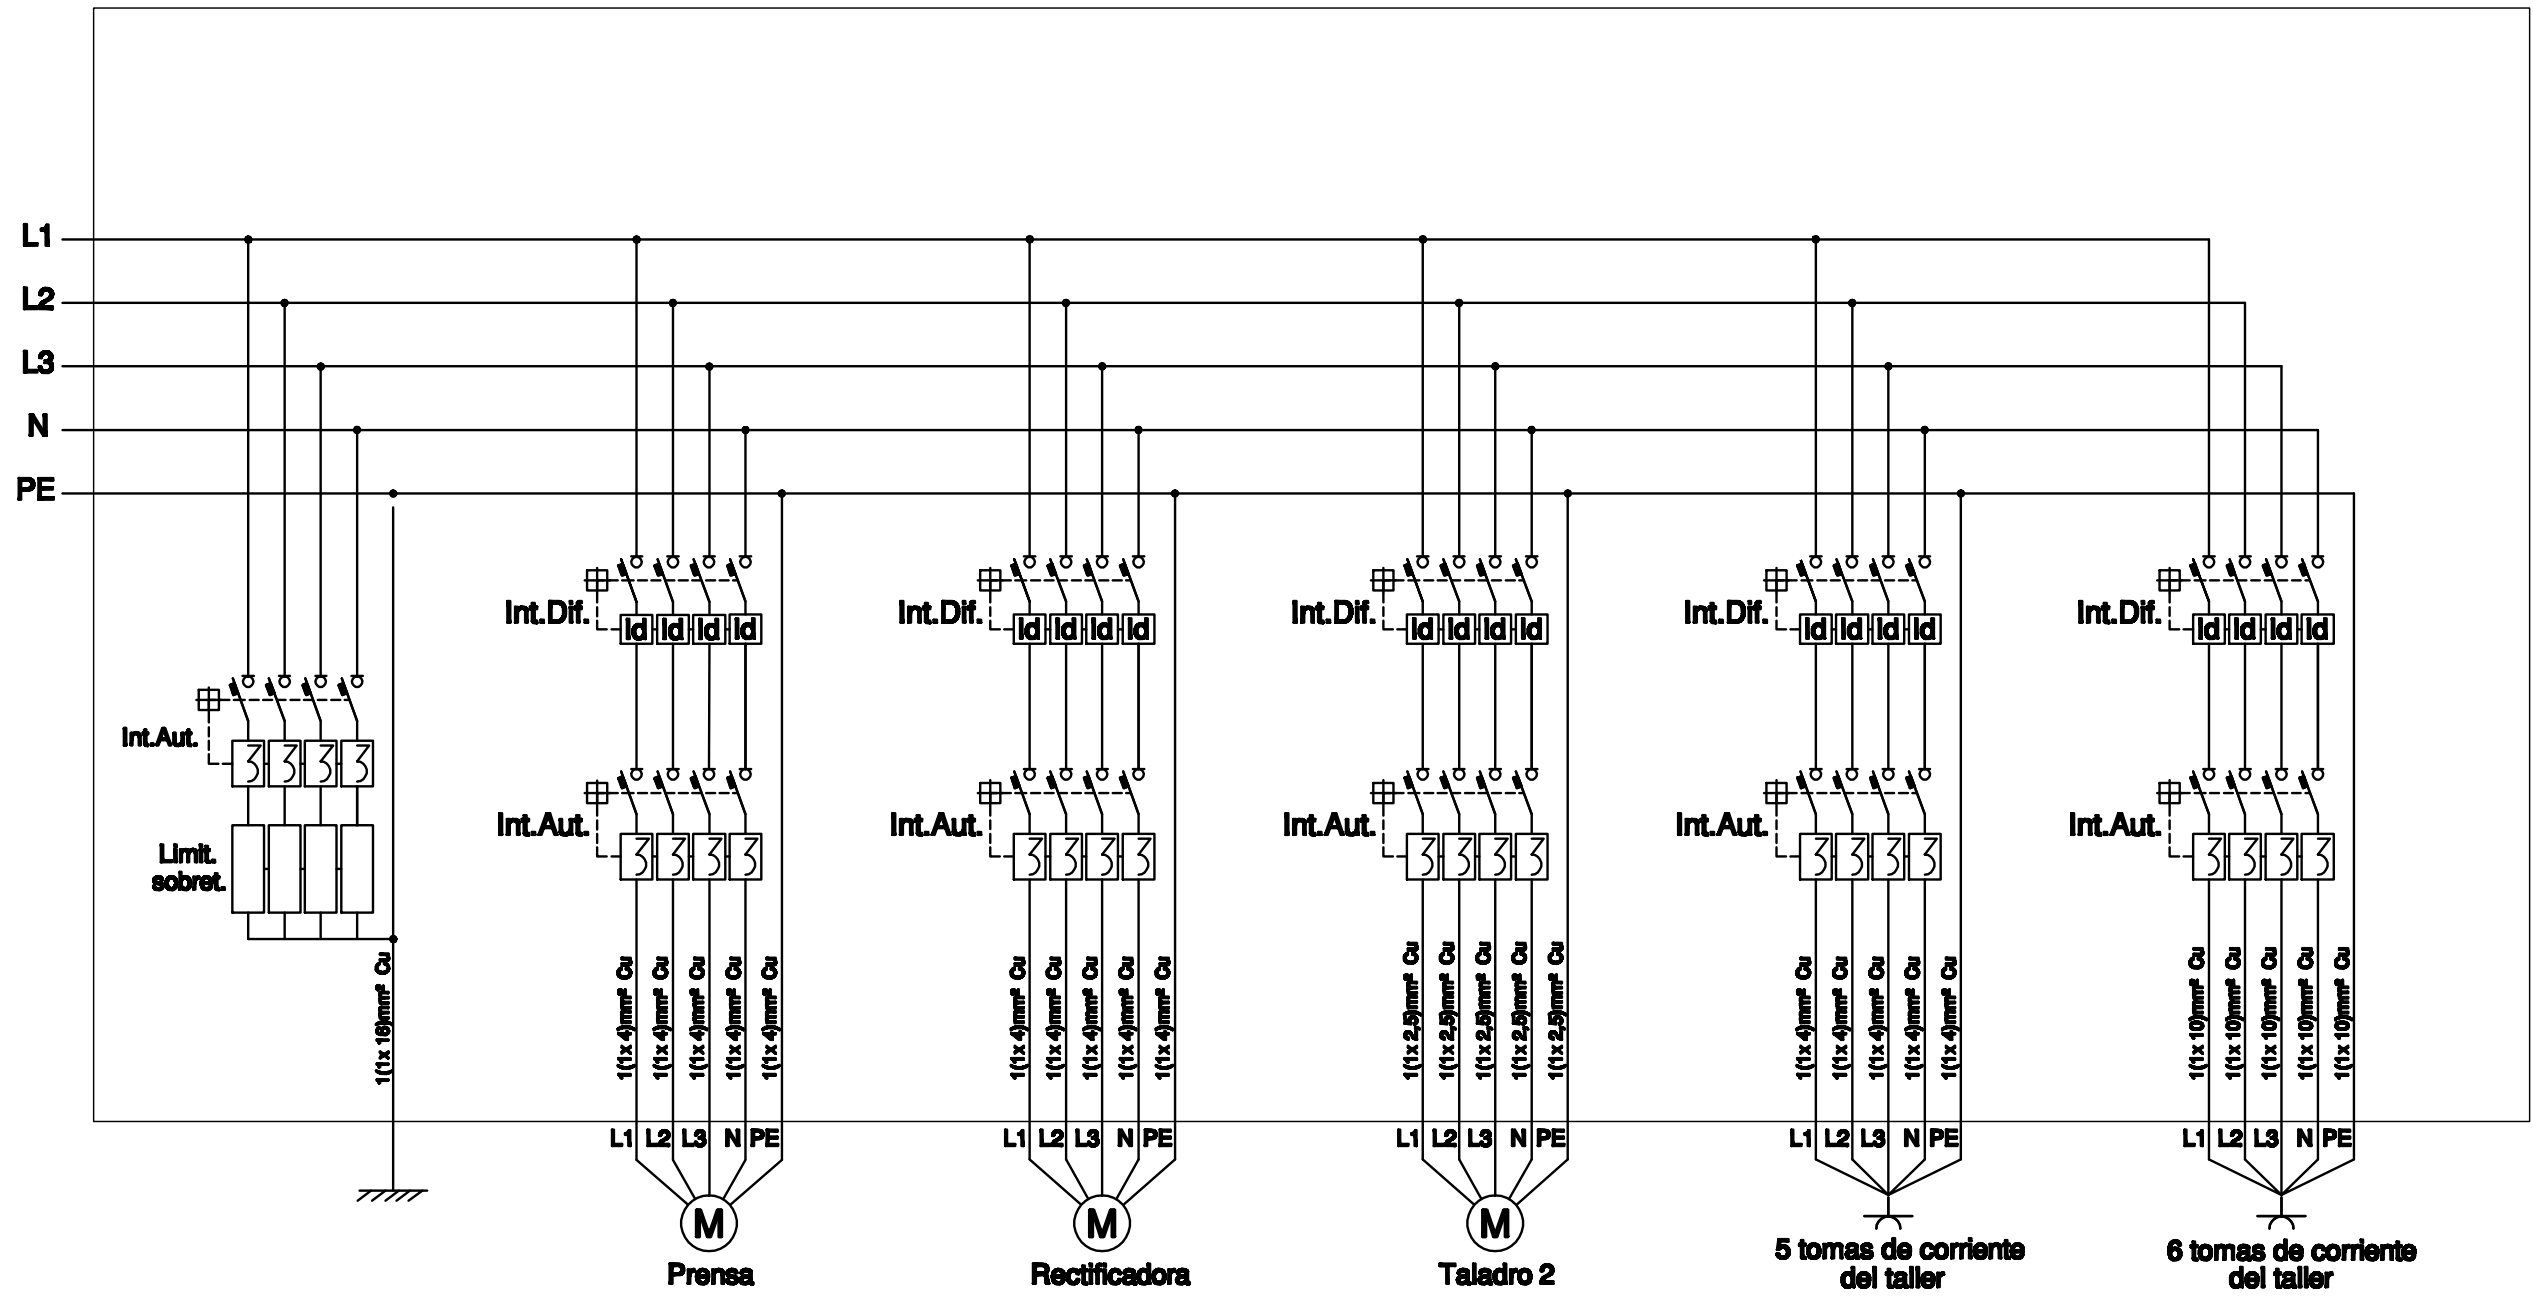 L1
L2
L3
N
PE
Int.Dif.
id id id id
Int.Dif.
id id id id
Int.Dif.
id id id id
Int.Dif.
id id id id
Int.Dif.
id id id id
Int.Aut.
Int.Aut.
Int.Aut.
Int.Aut.
Int.Aut.
Int.Aut.
Limit.
sobret.
1(1x 16)mm² Cu
1(1x 4)mm² Cu
1(1x 4)mm² Cu
1(1x 4)mm² Cu
1(1x 4)mm² Cu
1(1x 4)mm² Cu
1(1x 4)mm² Cu
1(1x 4)mm² Cu
1(1x 4)mm² Cu
1(1x 4)mm² Cu
1(1x 4)mm² Cu
1(1x 2,5)mm² Cu
1(1x 2,5)mm² Cu
1(1x 2,5)mm² Cu
1(1x 2,5)mm² Cu
1(1x 2,5)mm² Cu
1(1x 4)mm² Cu
1(1x 4)mm² Cu
1(1x 4)mm² Cu
1(1x 4)mm² Cu
1(1x 4)mm² Cu
1(1x 10)mm² Cu
1(1x 10)mm² Cu
1(1x 10)mm² Cu
1(1x 10)mm² Cu
1(1x 10)mm² Cu
L1 L2 L3 N PE
L1 L2 L3 N PE
L1 L2 L3 N PE
L1 L2 L3 N PE
L1 L2 L3 N PE
M
Prensa
M
Rectificadora
M
Taladro 2
5 tomas de corriente
del taller
6 tomas de corriente
del taller